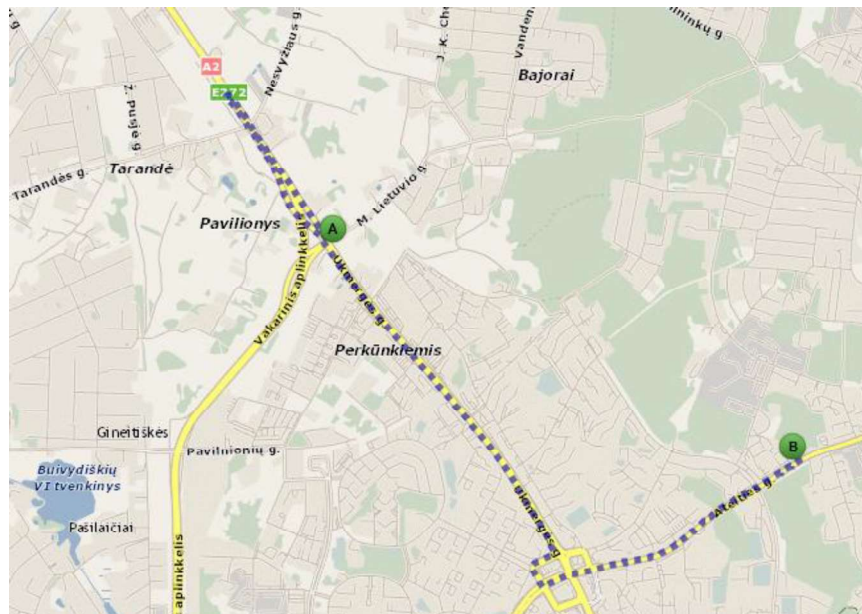 A2
E272
Nesvyžiaus g.
Bajorai
Ž. pusjė g.
Tarandė
Tarandės g.
M. Lietuvio g.
A
Pavilionys
Vakarinis aplinkkelis
Ukmergės g.
Perkūnkiemis
Gineitiškės
Pavilnionių g.
Buivydiškių
VI tvenkinys
Pašilaičiai
aplinkkelis
Ukmergės g.
Ateities g.
B